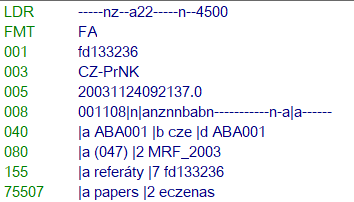 LDR -----nz--a22-----n--4500
FMT FA
001 fd133236
003 CZ-PrNK
005 20031124092137.0
008 001108|n|anznnbabn-----------n-a|a------
040 |a ABA001 |b cze |d ABA001
080 |a (047) |2 MRF_2003
155 |a referáty |7 fd133236
75507 |a papers |2 eczenas